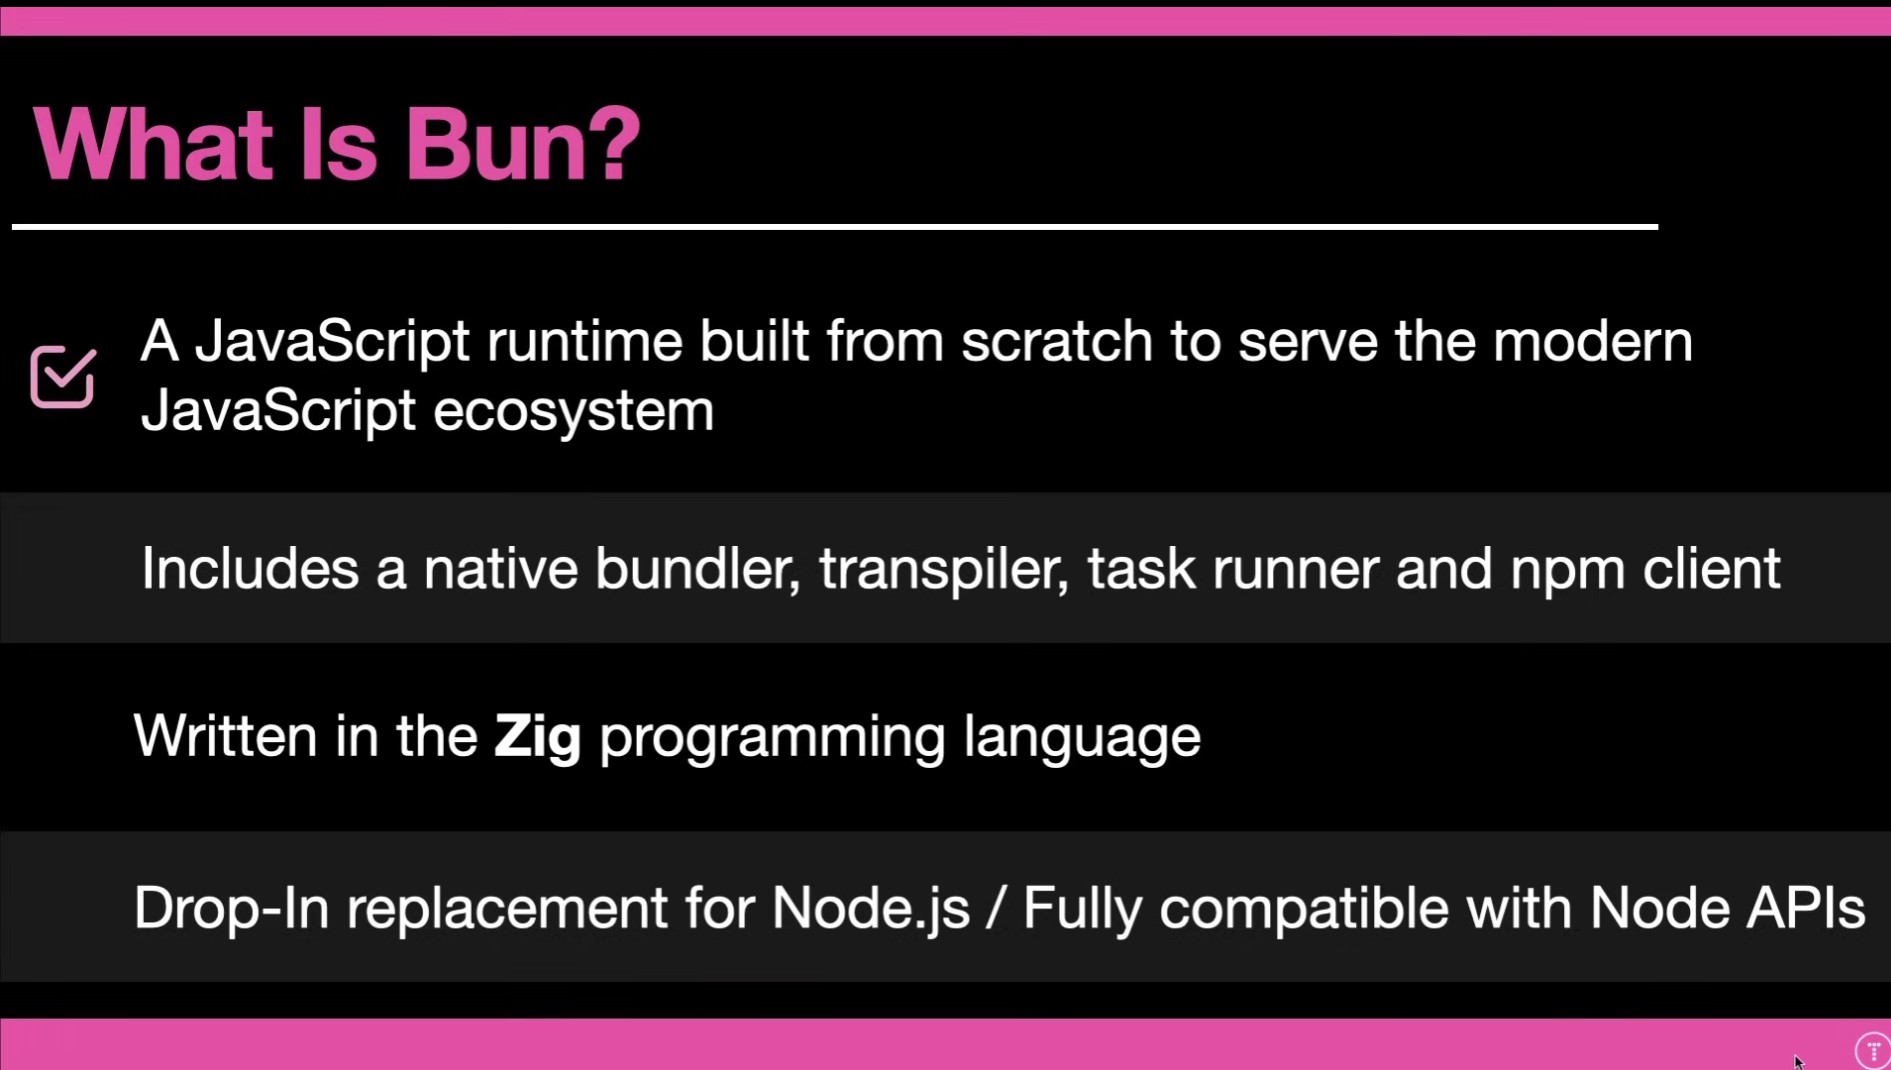 What Is Bun?
A JavaScript runtime built from scratch to serve the modern
JavaScript ecosystem
Includes a native bundler, transpiler, task runner and npm client
Written in the Zig programming language
Drop-In replacement for Node.js / Fully compatible with Node APIs